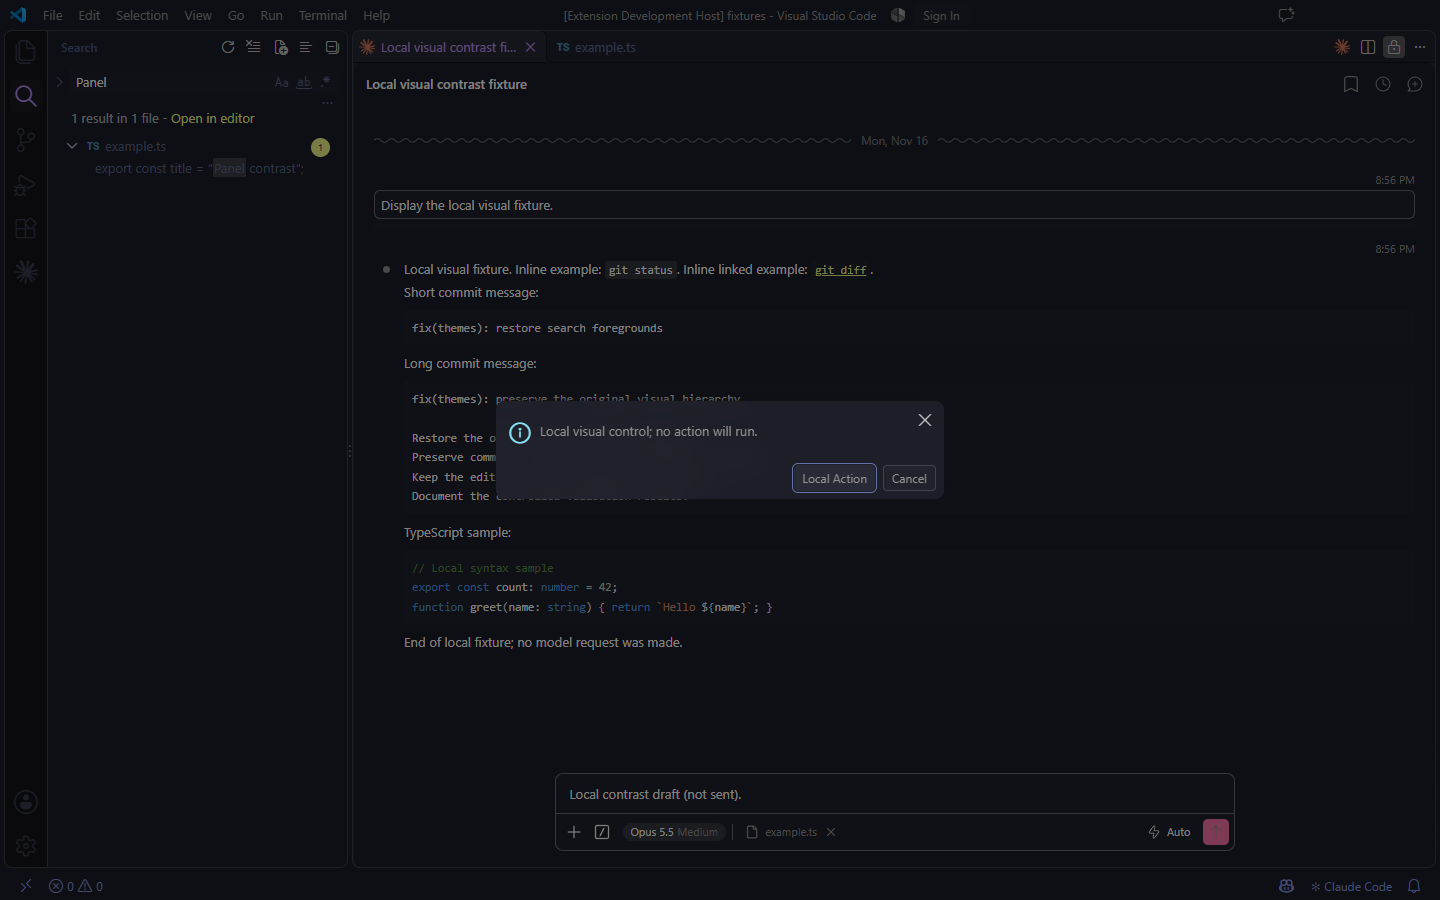 File Edit Selection View Go Run Terminal Help
[Extension Development Host] fixtures - Visual Studio Code
Sign In
Search
Panel
Aa ab .*
1 result in 1 file - Open in editor
TS example.ts 1
export const title = "Panel contrast";
Local visual contrast fi...
TS example.ts
Local visual contrast fixture
Mon, Nov 16
8:56 PM
Display the local visual fixture.
8:56 PM
Local visual fixture. Inline example: git status. Inline linked example: git diff.
Short commit message:
fix(themes): restore search foregrounds
Long commit message:
fix(themes): preserve the original visual hierarchy
Restore the o
Preserve comm
Keep the edit
Document the
Local visual control; no action will run.
Local Action Cancel
TypeScript sample:
// Local syntax sample
export const count: number = 42;
function greet(name: string) { return `Hello ${name}`; }
End of local fixture; no model request was made.
Local contrast draft (not sent).
Opus 5.5 Medium
example.ts
Auto
0 0
Claude Code